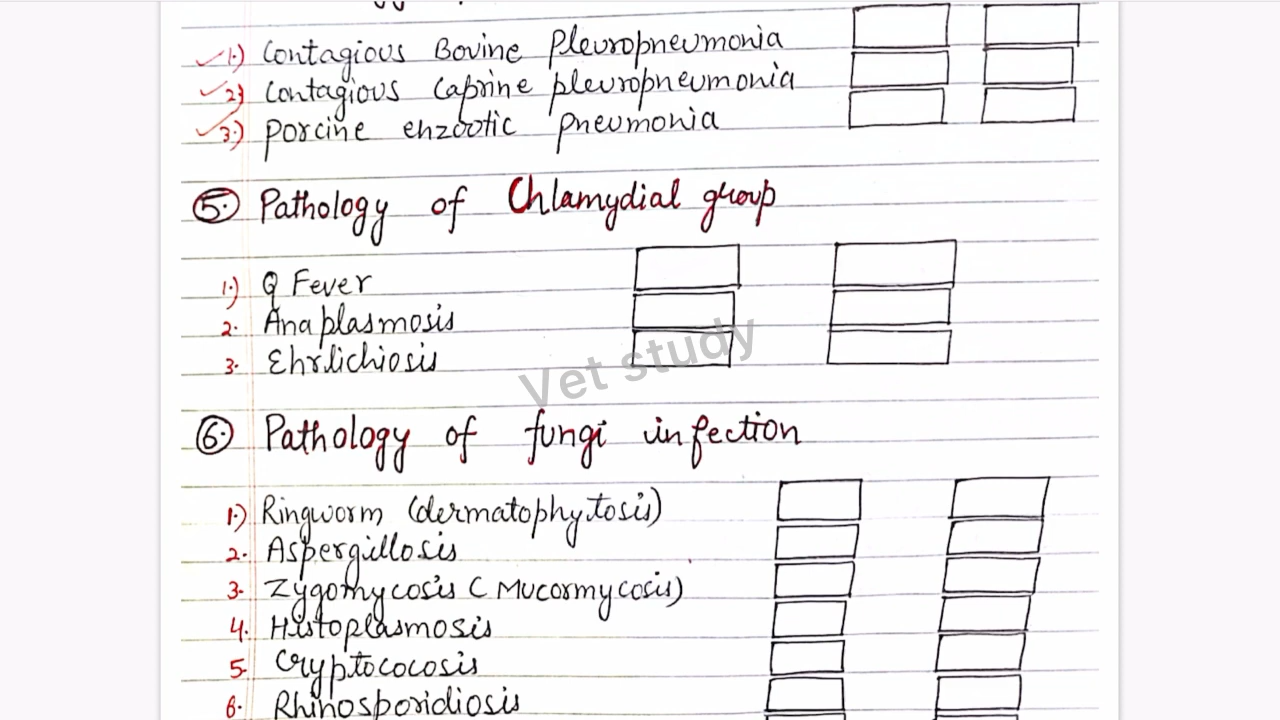 1.) Contagious Bovine Pleuropneumonia
2) Contagious Caprine pleuropneumonia
3.) Porcine enzootic pneumonia
5. Pathology of Chlamydial group
1.) Q Fever
2. Anaplasmosis
3. Ehrlichiosis
Vet study
6. Pathology of fungi infection
1.) Ringworm (dermatophytosis)
2. Aspergillosis
3. Zygomycosis (Mucormycosis)
4. Histoplasmosis
5. Cryptococosis
6. Rhinosporidiosis